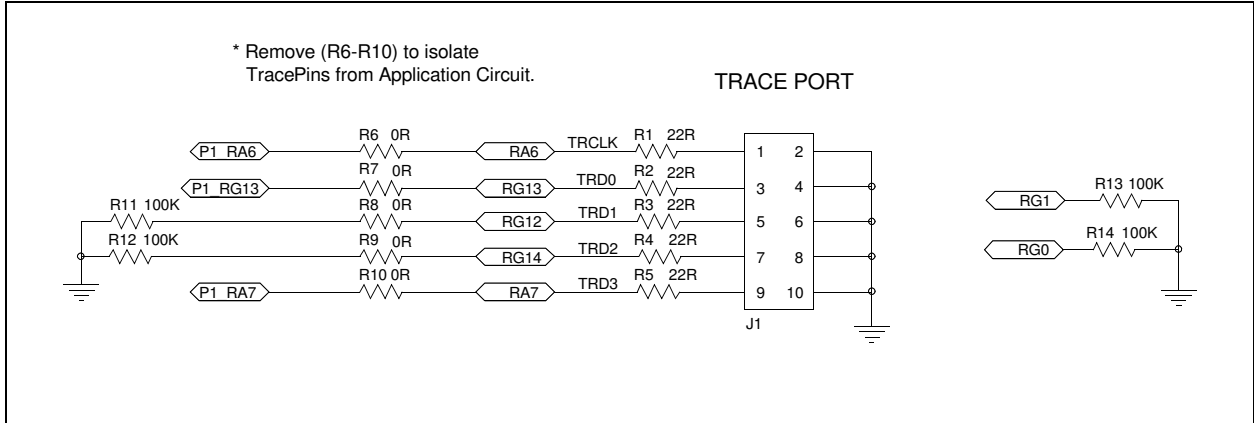 * Remove (R6-R10) to isolate
TracePins from Application Circuit.
TRACE PORT
P1_RA6 R6 0R RA6 TRCLK R1 22R 1 2
P1_RG13 R7 0R RG13 TRD0 R2 22R 3 4
R11 100K R8 0R RG12 TRD1 R3 22R 5 6
R12 100K R9 0R RG14 TRD2 R4 22R 7 8
P1_RA7 R10 0R RA7 TRD3 R5 22R 9 10
J1
RG1 R13 100K
RG0 R14 100K